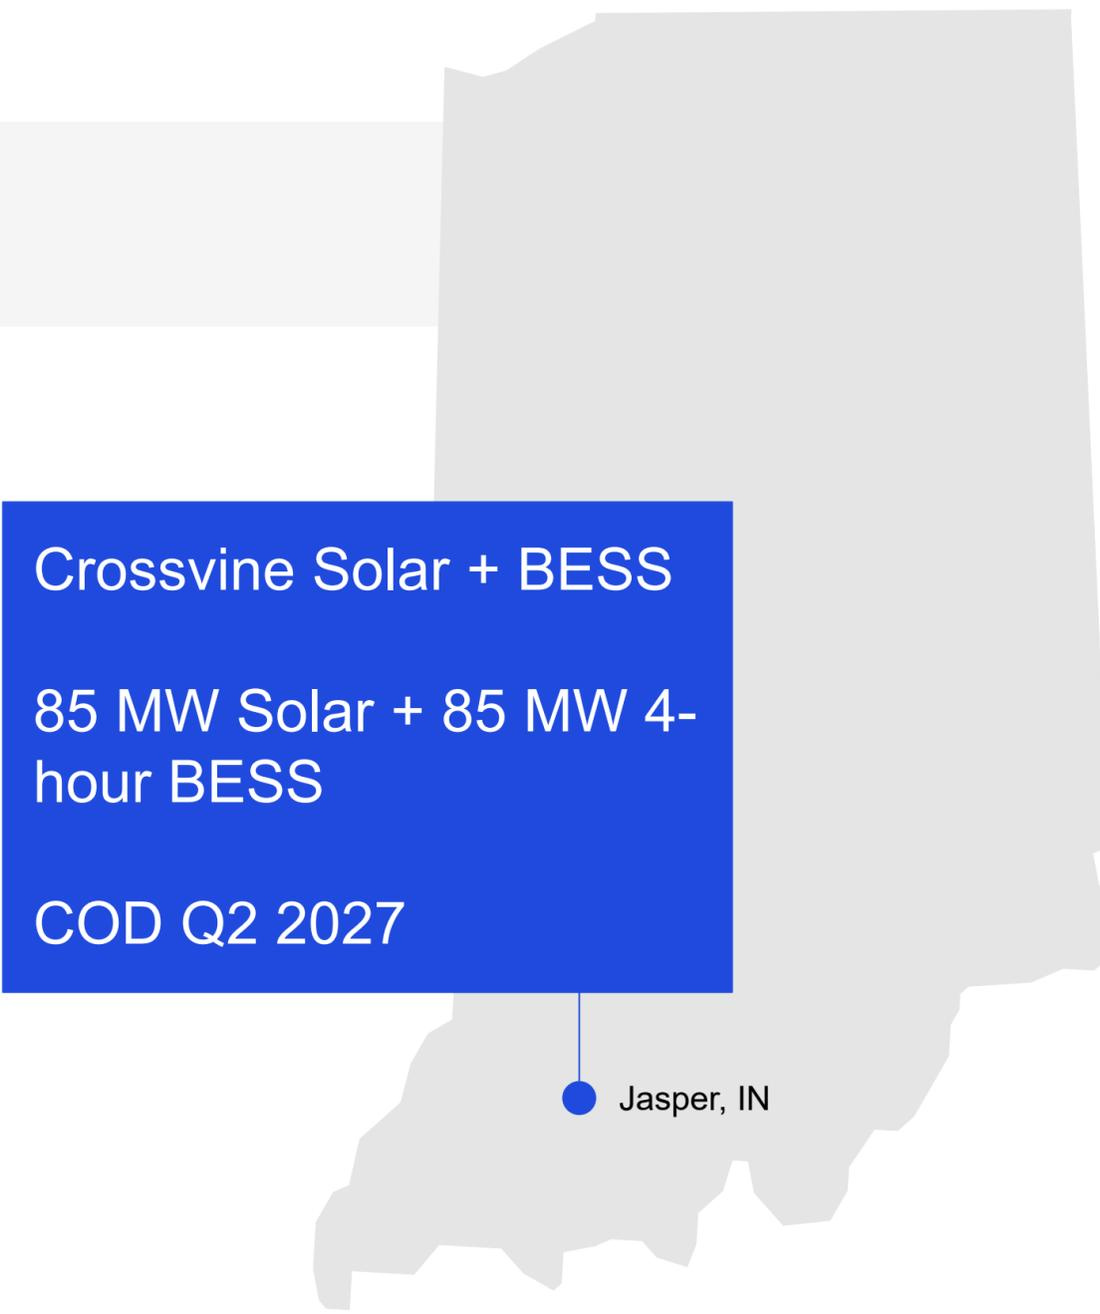 Crossvine Solar + BESS
85 MW Solar + 85 MW 4-
hour BESS
COD Q2 2027
Jasper, IN